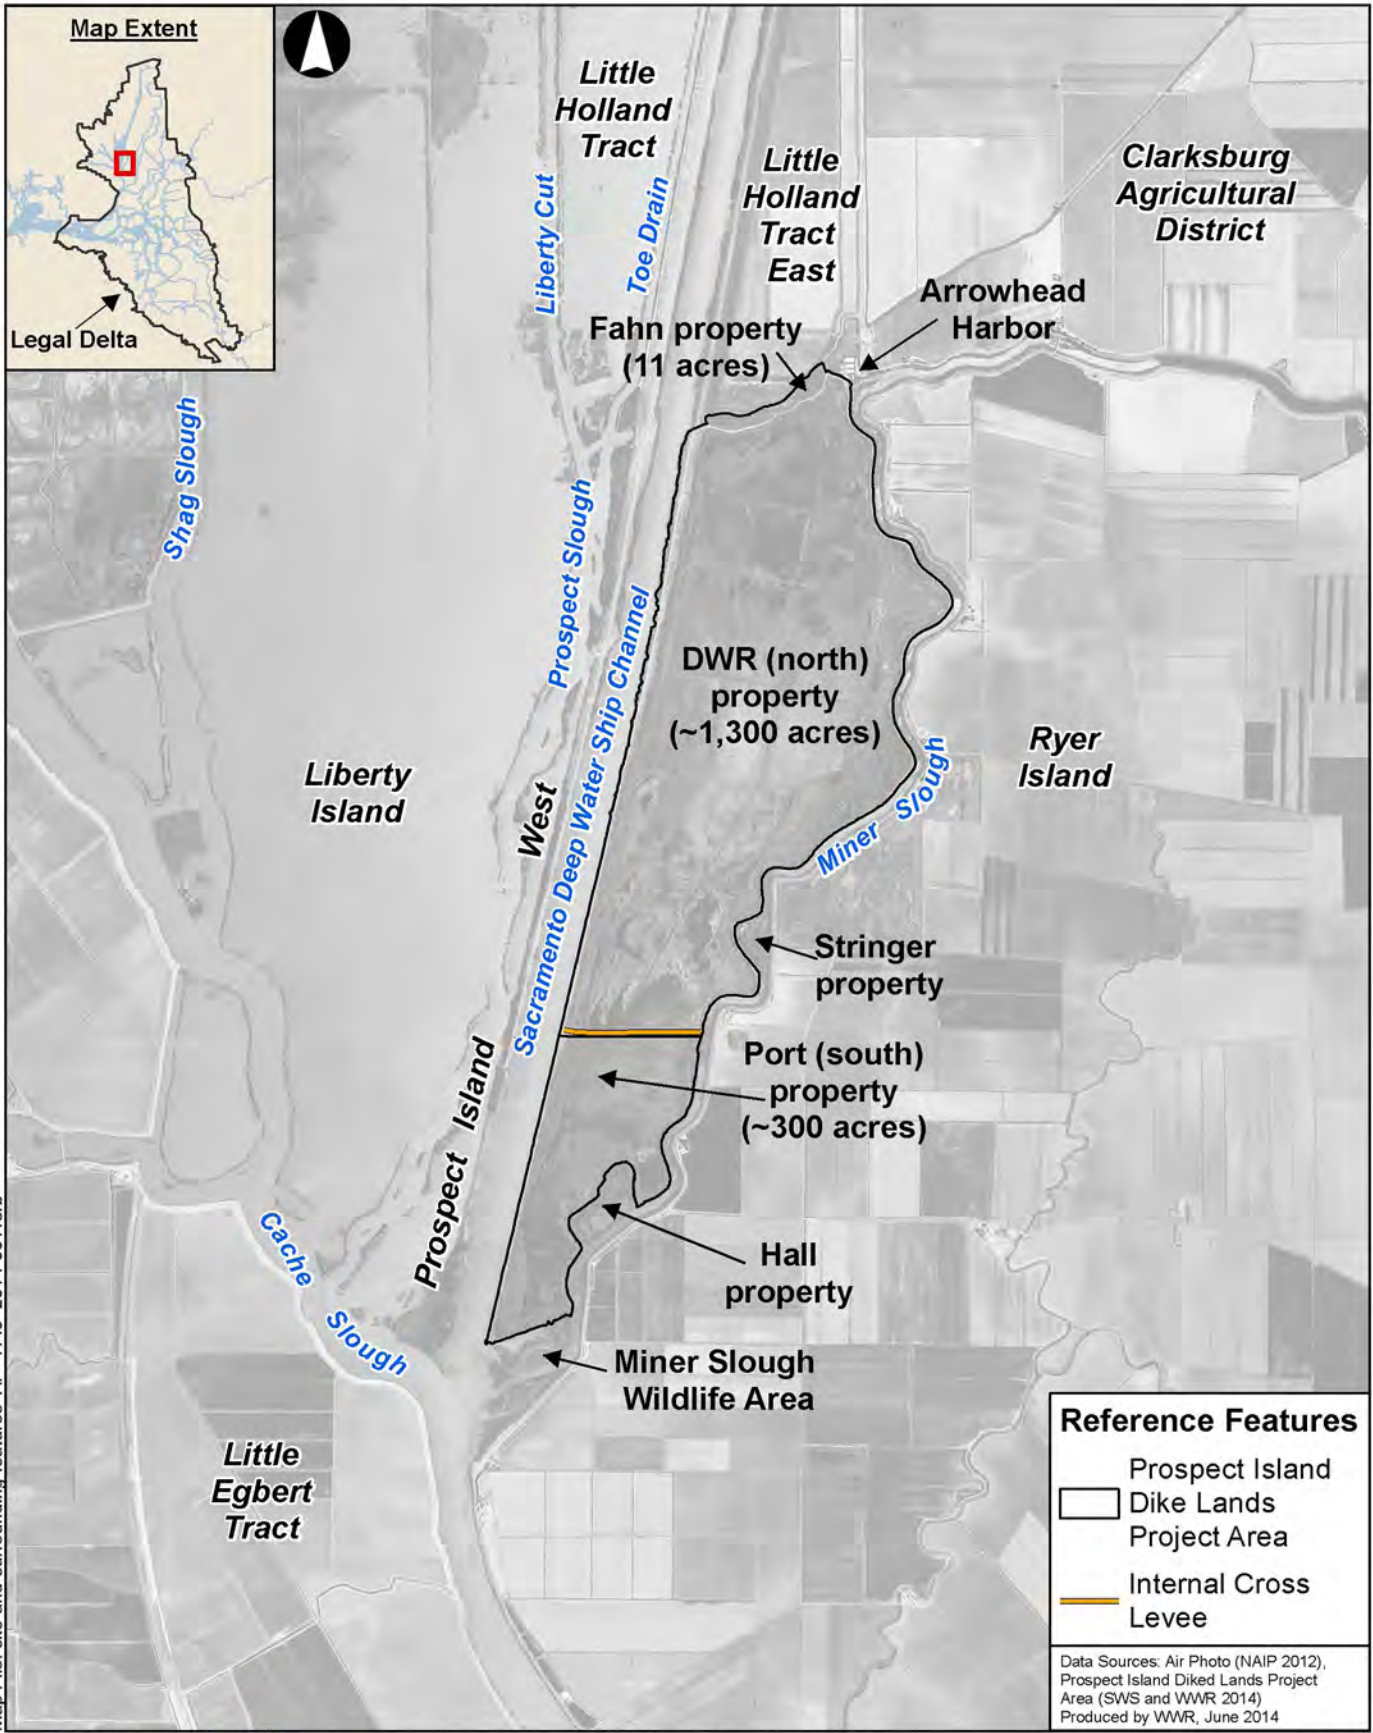 Map Extent
Legal Delta
Little
Holland
Tract
Little
Holland
Tract
East
Clarksburg
Agricultural
District
Liberty Cut
Toe Drain
Arrowhead
Harbor
Fahn property
(11 acres)
Shag Slough
Prospect Slough
Sacramento Deep Water Ship Channel
DWR (north)
property
(~1,300 acres)
Ryer
Island
Liberty
Island
Miner Slough
Prospect Island West
Stringer
property
Port (south)
property
(~300 acres)
Hall
property
Cache Slough
Miner Slough
Wildlife Area
Little
Egbert
Tract
Reference Features
Prospect Island
Dike Lands
Project Area
Internal Cross
Levee
Data Sources: Air Photo (NAIP 2012),
Prospect Island Diked Lands Project
Area (SWS and WWR 2014)
Produced by WWR, June 2014